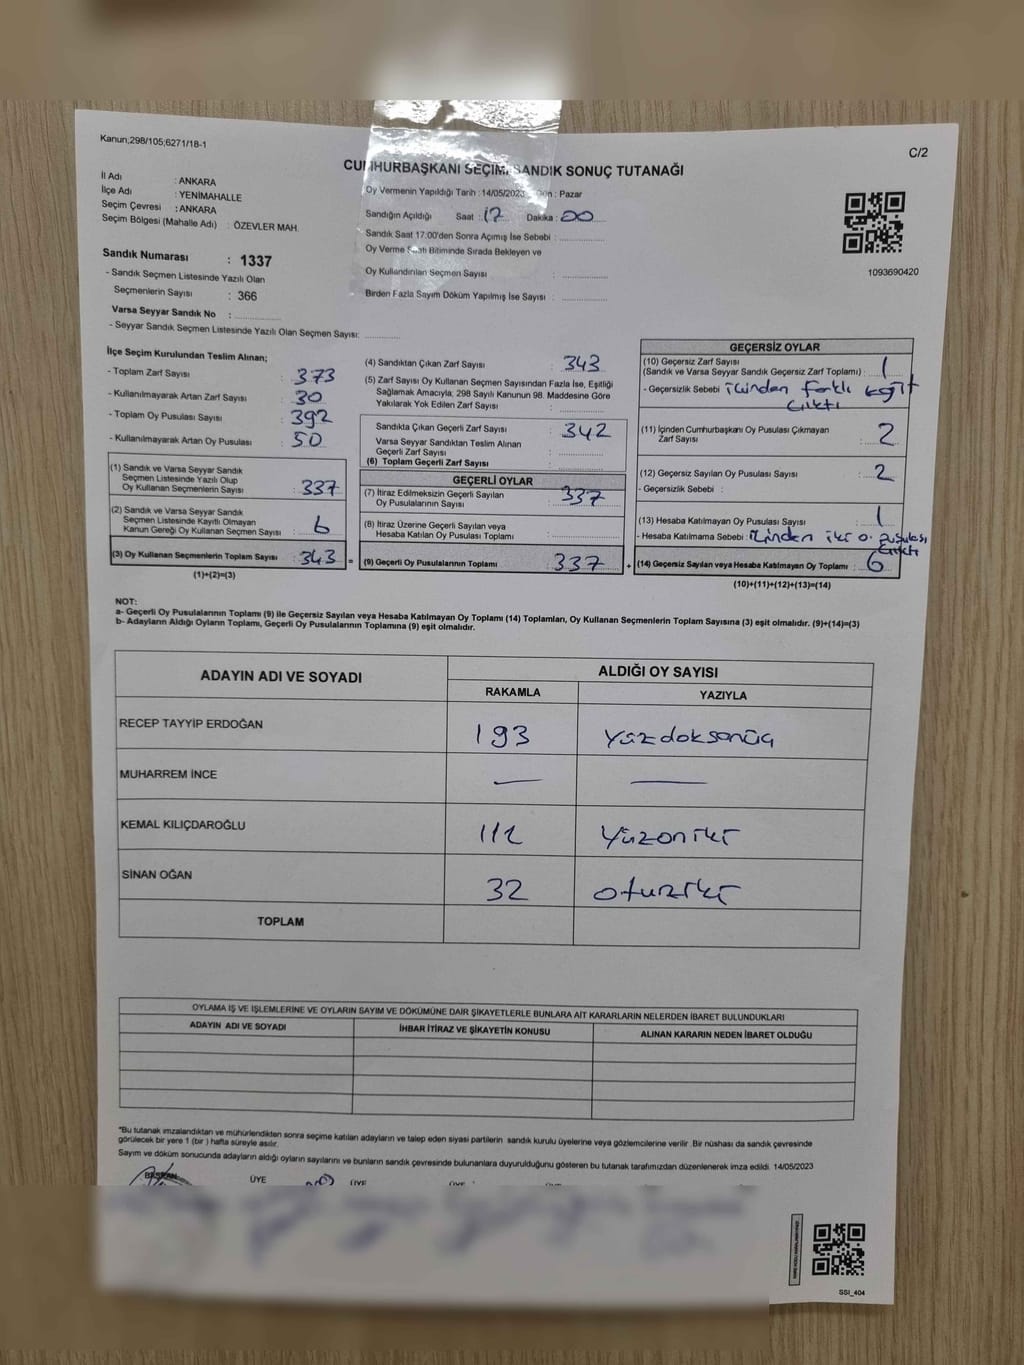 Kanun;298/105;6271/18-1
C/2
CUMHURBAŞKANI SEÇİMİ SANDIK SONUÇ TUTANAĞI
İl Adı : ANKARA
İlçe Adı : YENİMAHALLE
Seçim Çevresi : ANKARA
Seçim Bölgesi (Mahalle Adı) : ÖZEVLER MAH.
Oy Vermenin Yapıldığı Tarih : 14/05/2023 Gün : Pazar
Sandığın Açıldığı Saat : 17 Dakika : 00
Sandık Saat 17.00'den Sonra Açımış İse Sebebi :
Oy Verme Saati Bitiminde Sırada Bekleyen ve
Oy Kullandırılan Seçmen Sayısı :
Birden Fazla Sayım Döküm Yapılmış İse Sayısı :
1093690420
Sandık Numarası : 1337
- Sandık Seçmen Listesinde Yazılı Olan
Seçmenlerin Sayısı : 366
Varsa Seyyar Sandık No :
- Seyyar Sandık Seçmen Listesinde Yazılı Olan Seçmen Sayısı:
İlçe Seçim Kurulundan Teslim Alınan;
- Toplam Zarf Sayısı : 373
- Kullanılmayarak Artan Zarf Sayısı : 30
- Toplam Oy Pusulası Sayısı : 392
- Kullanılmayarak Artan Oy Pusulası : 50
(1) Sandık ve Varsa Seyyar Sandık
Seçmen Listesinde Yazılı Olup
Oy Kullanan Seçmenlerin Sayısı : 337
(2) Sandık ve Varsa Seyyar Sandık
Seçmen Listesinde Kayıtlı Olmayan
Kanun Gereği Oy Kullanan Seçmen Sayısı : 6
(3) Oy Kullanan Seçmenlerin Toplam Sayısı : 343 =
(1)+(2)=(3)
(4) Sandıktan Çıkan Zarf Sayısı : 343
(5) Zarf Sayısı Oy Kullanan Seçmen Sayısından Fazla İse, Eşitliği
Sağlamak Amacıyla, 298 Sayılı Kanunun 98. Maddesine Göre
Yakılarak Yok Edilen Zarf Sayısı :
Sandıkta Çıkan Geçerli Zarf Sayısı : 342
Varsa Seyyar Sandıktan Teslim Alınan
Geçerli Zarf Sayısı :
(6) Toplam Geçerli Zarf Sayısı :
GEÇERLİ OYLAR
(7) İtiraz Edilmeksizin Geçerli Sayılan
Oy Pusulalarının Sayısı : 337
(8) İtiraz Üzerine Geçerli Sayılan veya
Hesaba Katılan Oy Pusulası Toplamı :
(9) Geçerli Oy Pusulalarının Toplamı : 337 +
GEÇERSİZ OYLAR
(10) Geçersiz Zarf Sayısı
(Sandık ve Varsa Seyyar Sandık Geçersiz Zarf Toplamı) : 1
- Geçersizlik Sebebi : içinden farklı kağıt
çıktı
(11) İçinden Cumhurbaşkanı Oy Pusulası Çıkmayan
Zarf Sayısı : 2
(12) Geçersiz Sayılan Oy Pusulası Sayısı : 2
- Geçersizlik Sebebi :
(13) Hesaba Katılmayan Oy Pusulası Sayısı : 1
- Hesaba Katılmama Sebebi : içinden iki o. pusulası
çıktı
(14) Geçersiz Sayılan veya Hesaba Katılmayan Oy Toplamı : 6
(10)+(11)+(12)+(13)=(14)
NOT:
a- Geçerli Oy Pusulalarının Toplamı (9) ile Geçersiz Sayılan veya Hesaba Katılmayan Oy Toplamı (14) Toplamları, Oy Kullanan Seçmenlerin Toplam Sayısına (3) eşit olmalıdır. (9)+(14)=(3)
b- Adayların Aldığı Oyların Toplamı, Geçerli Oy Pusulalarının Toplamına (9) eşit olmalıdır.
ADAYIN ADI VE SOYADI
ALDIĞI OY SAYISI
RAKAMLA YAZIYLA
RECEP TAYYİP ERDOĞAN 193 Yüzdoksanüç
MUHARREM İNCE — —
KEMAL KILIÇDAROĞLU 112 Yüzoniki
SİNAN OĞAN 32 otuziki
TOPLAM
OYLAMA İŞ VE İŞLEMLERİNE VE OYLARIN SAYIM VE DÖKÜMÜNE DAİR ŞİKAYETLERLE BUNLARA AİT KARARLARIN NELERDEN İBARET BULUNDUKLARI
ADAYIN ADI VE SOYADI İHBAR İTİRAZ VE ŞİKAYETİN KONUSU ALINAN KARARIN NEDEN İBARET OLDUĞU
*Bu tutanak imzalandıktan ve mühürlendikten sonra seçime katılan adayların ve talep eden siyasi partilerin sandık kurulu üyelerine veya gözlemcilerine verilir. Bir nüshası da sandık çevresinde
görülecek bir yere 1 (bir) hafta süreyle asılır.
Sayım ve döküm sonucunda adayların aldığı oyların sayılarını ve bunların sandık çevresinde bulunanlara duyurulduğunu gösteren bu tutanak tarafımızdan düzenlenerek imza edildi. 14/05/2023
BAŞKAN ÜYE ÜYE ÜYE ÜYE
SSI_404